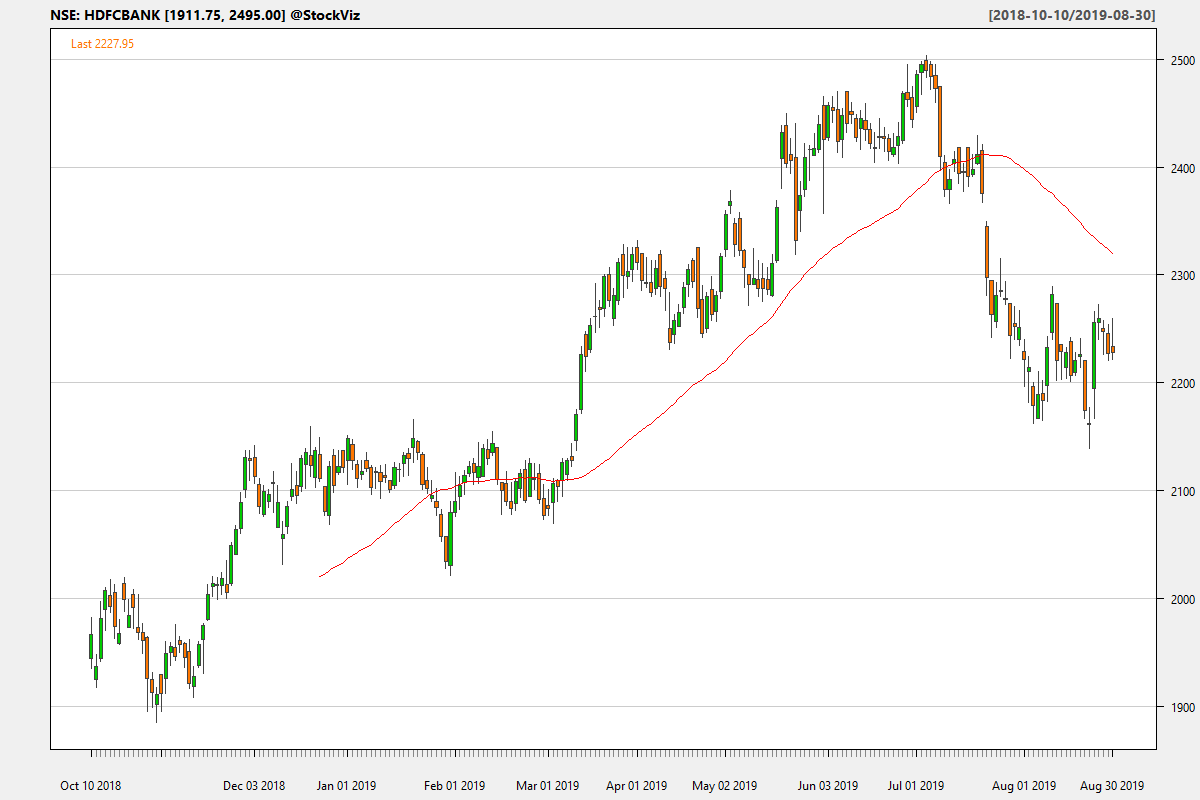 NSE: HDFCBANK [1911.75, 2495.00] @StockViz
[2018-10-10/2019-08-30]
Last 2227.95
2500
2400
2300
2200
2100
2000
1900
Oct 10 2018 Dec 03 2018 Jan 01 2019 Feb 01 2019 Mar 01 2019 Apr 01 2019 May 02 2019 Jun 03 2019 Jul 01 2019 Aug 01 2019 Aug 30 2019